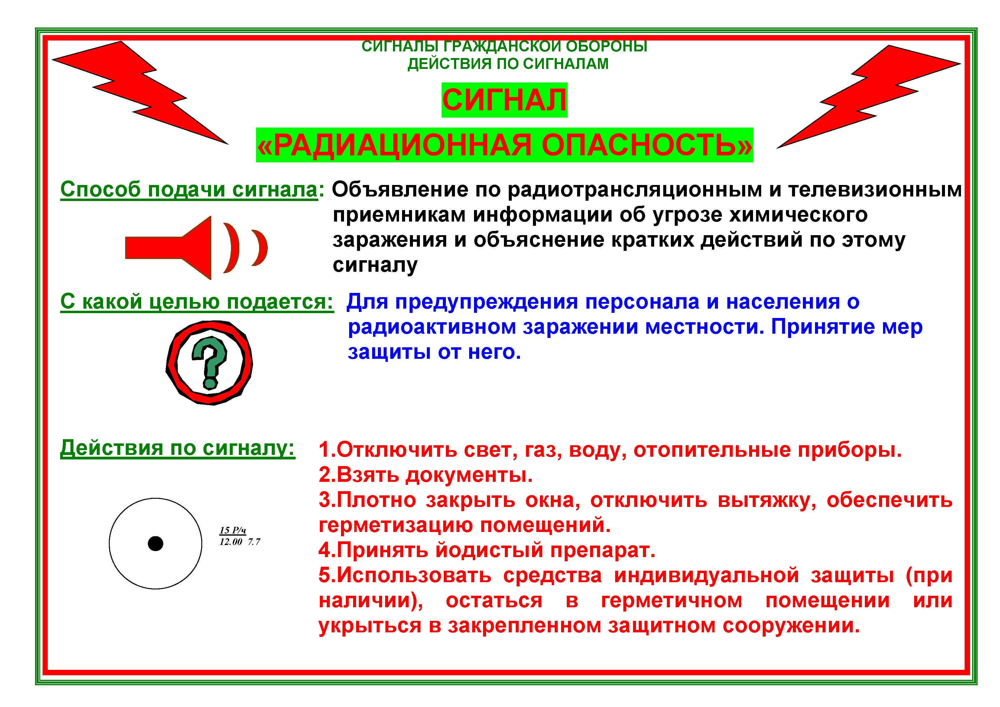 СИГНАЛЫ ГРАЖДАНСКОЙ ОБОРОНЫ
ДЕЙСТВИЯ ПО СИГНАЛАМ
СИГНАЛ
«РАДИАЦИОННАЯ ОПАСНОСТЬ»
Способ подачи сигнала: Объявление по радиотрансляционным и телевизионным
приемникам информации об угрозе химического
заражения и объяснение кратких действий по этому
сигналу
С какой целью подается: Для предупреждения персонала и населения о
радиоактивном заражении местности. Принятие мер
защиты от него.
Действия по сигналу:
1.Отключить свет, газ, воду, отопительные приборы.
2.Взять документы.
3.Плотно закрыть окна, отключить вытяжку, обеспечить
герметизацию помещений.
4.Принять йодистый препарат.
5.Использовать средства индивидуальной защиты (при
наличии), остаться в герметичном помещении или
укрыться в закрепленном защитном сооружении.
15 Р/ч
12.00 7.7